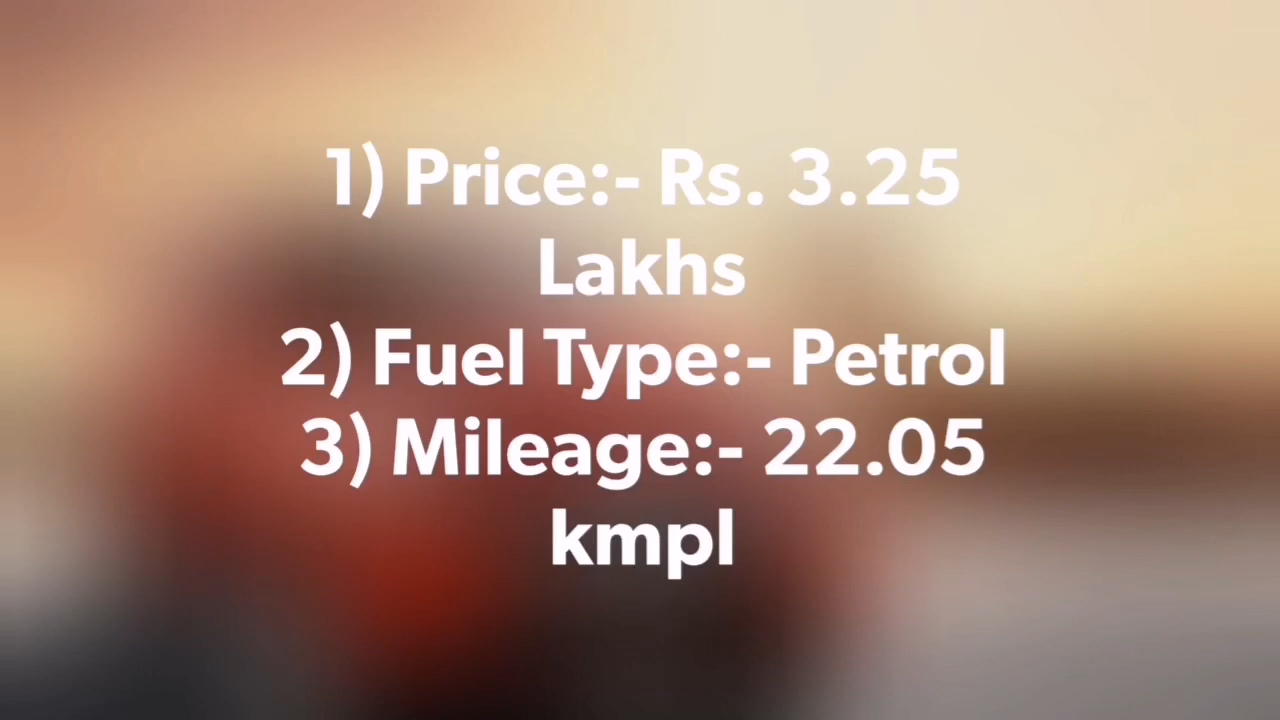 1) Price:- Rs. 3.25
Lakhs
2) Fuel Type:- Petrol
3) Mileage:- 22.05
kmpl